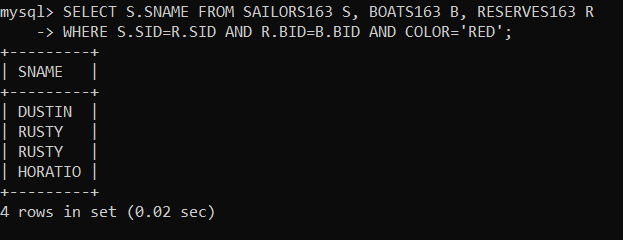 mysql> SELECT S.SNAME FROM SAILORS163 S, BOATS163 B, RESERVES163 R
    -> WHERE S.SID=R.SID AND R.BID=B.BID AND COLOR='RED';
+---------+
| SNAME   |
+---------+
| DUSTIN  |
| RUSTY   |
| RUSTY   |
| HORATIO |
+---------+
4 rows in set (0.02 sec)